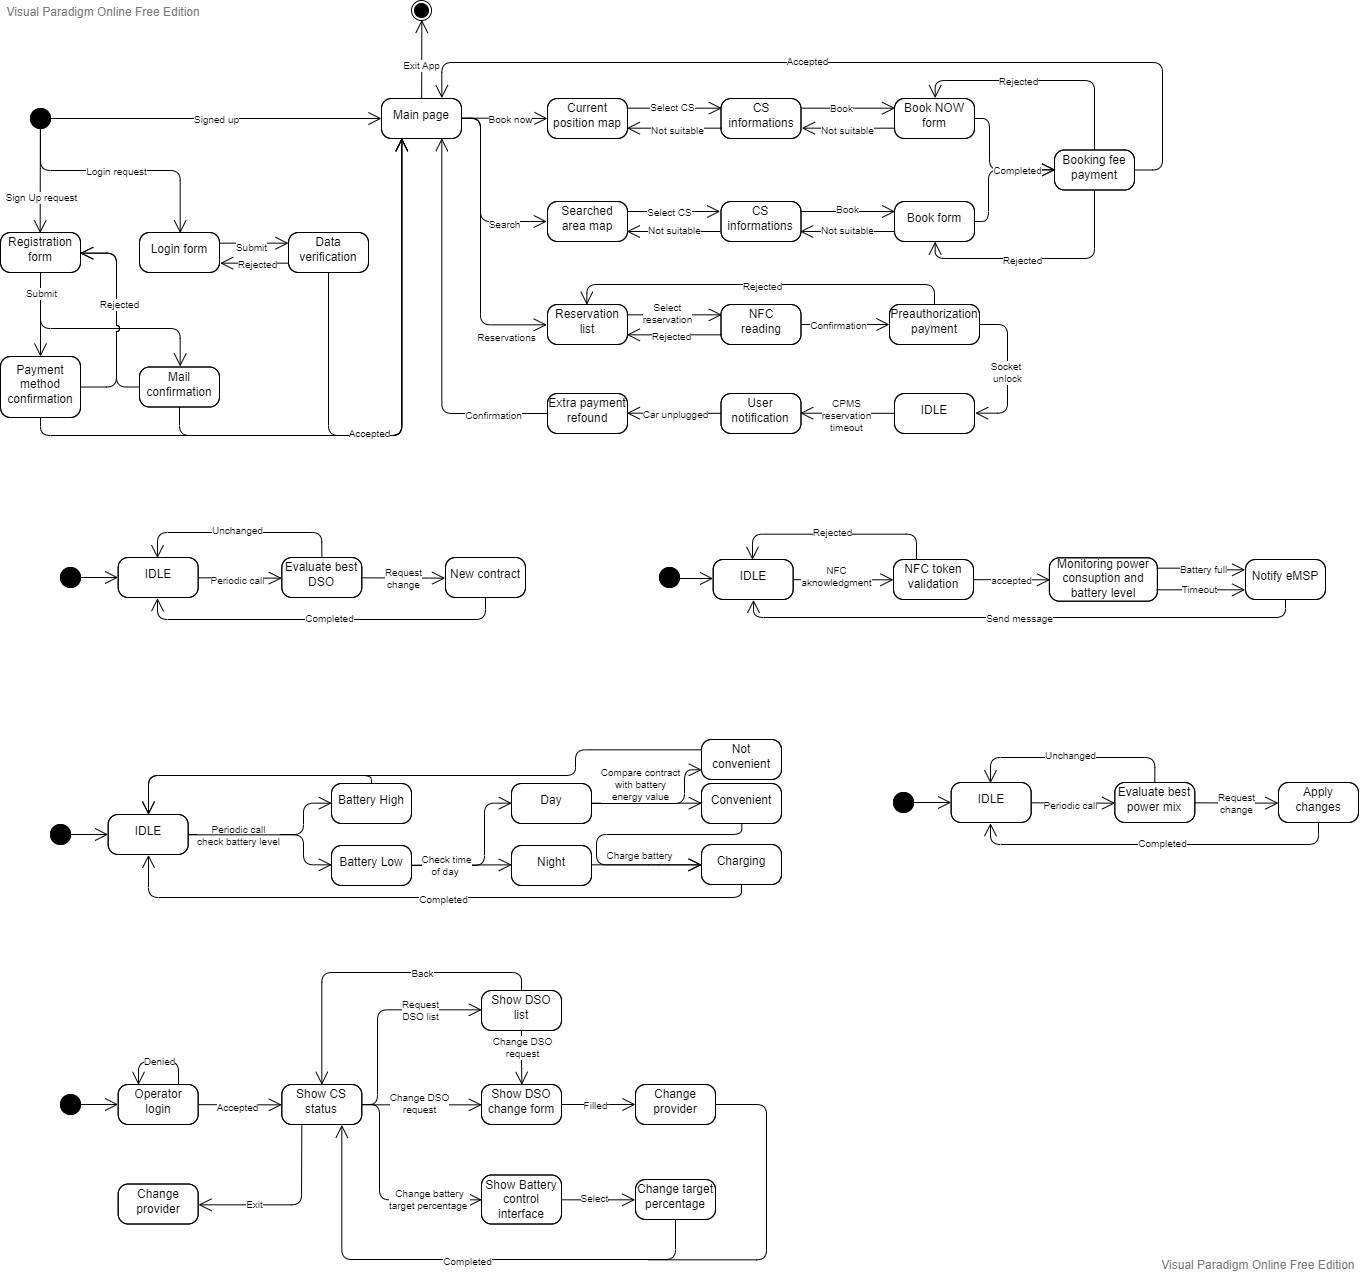 Visual Paradigm Online Free Edition
Exit App
Accepted
Rejected
Signed up
Main page
Book now
Current
position map
Select CS
Not suitable
CS
informations
Book
Not suitable
Book NOW
form
Completed
Booking fee
payment
Login request
Sign Up request
Registration
form
Login form
Submit
Rejected
Data
verification
Search
Searched
area map
Select CS
Not suitable
CS
informations
Book
Not suitable
Book form
Rejected
Submit
Rejected
Rejected
Reservations
Reservation
list
Select
reservation
Rejected
NFC
reading
Confirmation
Preauthorization
payment
Socket
unlock
Payment
method
confirmation
Mail
confirmation
Accepted
Confirmation
Extra payment
refound
Car unplugged
User
notification
CPMS
reservation
timeout
IDLE
Unchanged
IDLE
Periodic call
Evaluate best
DSO
Request
change
New contract
Completed
Rejected
IDLE
NFC
aknowledgment
NFC token
validation
accepted
Monitoring power
consuption and
battery level
Battery full
Timeout
Notify eMSP
Send message
Not
convenient
Compare contract
with battery
energy value
Battery High
Day
Convenient
IDLE
Periodic call
check battery level
Battery Low
Check time
of day
Night
Charge battery
Charging
Completed
Unchanged
IDLE
Periodic call
Evaluate best
power mix
Request
change
Apply
changes
Completed
Back
Request
DSO list
Show DSO
list
Change DSO
request
Denied
Operator
login
Accepted
Show CS
status
Change DSO
request
Show DSO
change form
Filled
Change
provider
Change
provider
Exit
Change battery
target percentage
Show Battery
control
interface
Select
Change target
percentage
Completed
Visual Paradigm Online Free Edition